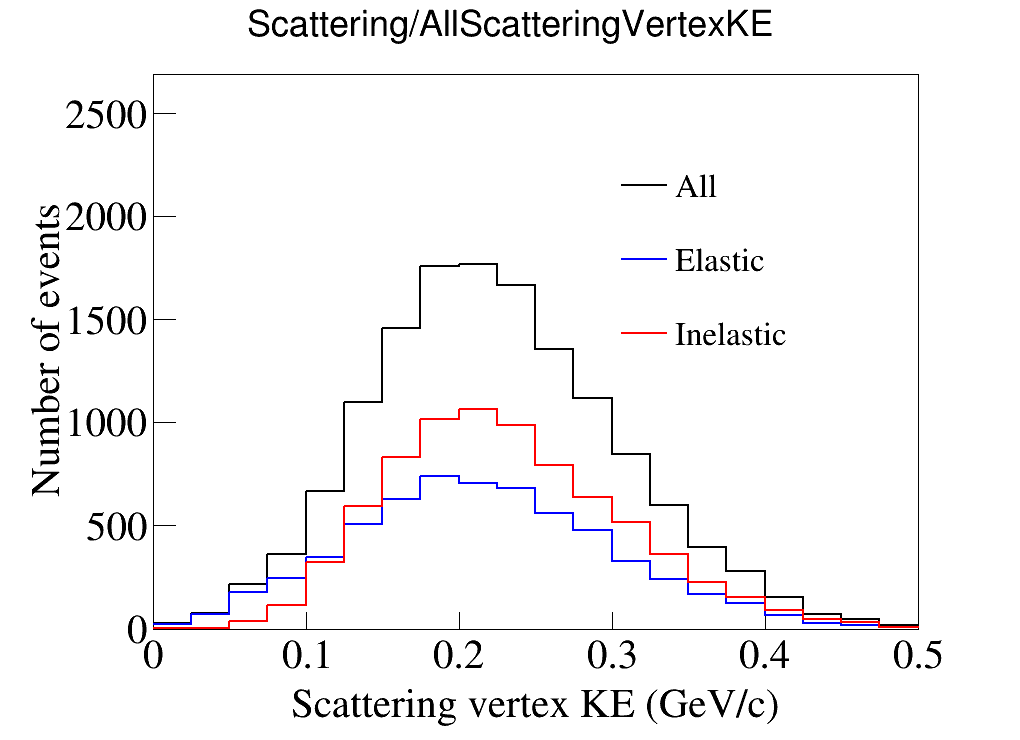 Scattering/AllScatteringVertexKE
Number of events
2500
2000
1500
1000
500
0
All
Elastic
Inelastic
0 0.1 0.2 0.3 0.4 0.5
Scattering vertex KE (GeV/c)